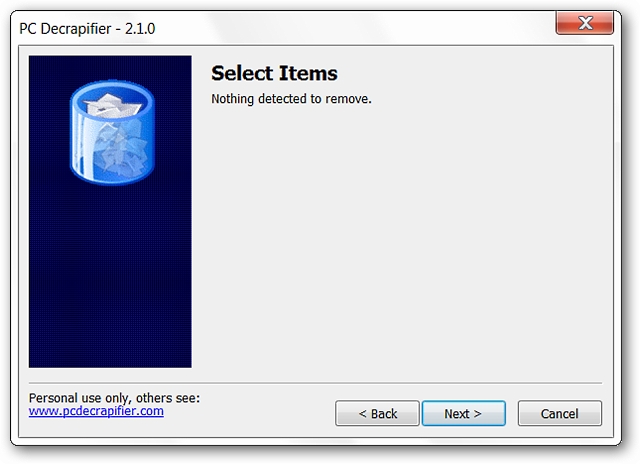 PC Decrapifier - 2.1.0
Select Items
Nothing detected to remove.
Personal use only, others see:
www.pcdecrapifier.com
< Back
Next >
Cancel